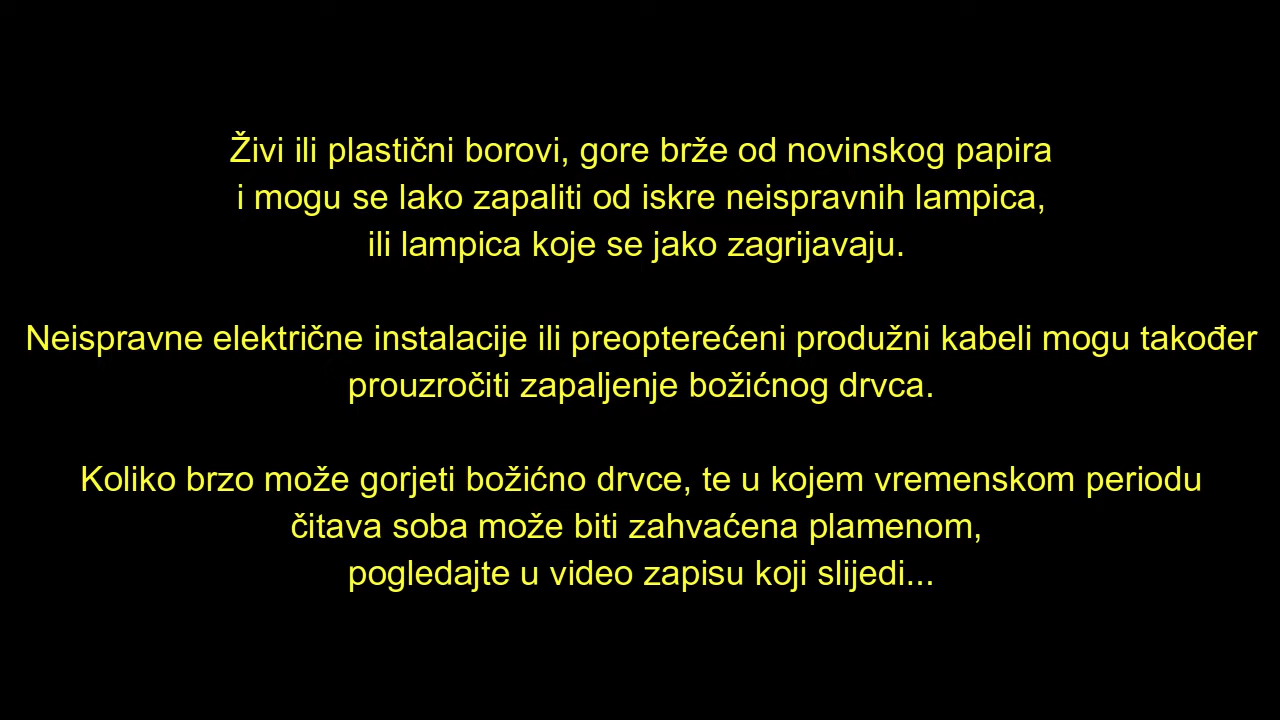 Živi ili plastični borovi, gore brže od novinskog papira
i mogu se lako zapaliti od iskre neispravnih lampica,
ili lampica koje se jako zagrijavaju.
Neispravne električne instalacije ili preopterećeni produžni kabeli mogu također
prouzročiti zapaljenje božićnog drvca.
Koliko brzo može gorjeti božićno drvce, te u kojem vremenskom periodu
čitava soba može biti zahvaćena plamenom,
pogledajte u video zapisu koji slijedi...